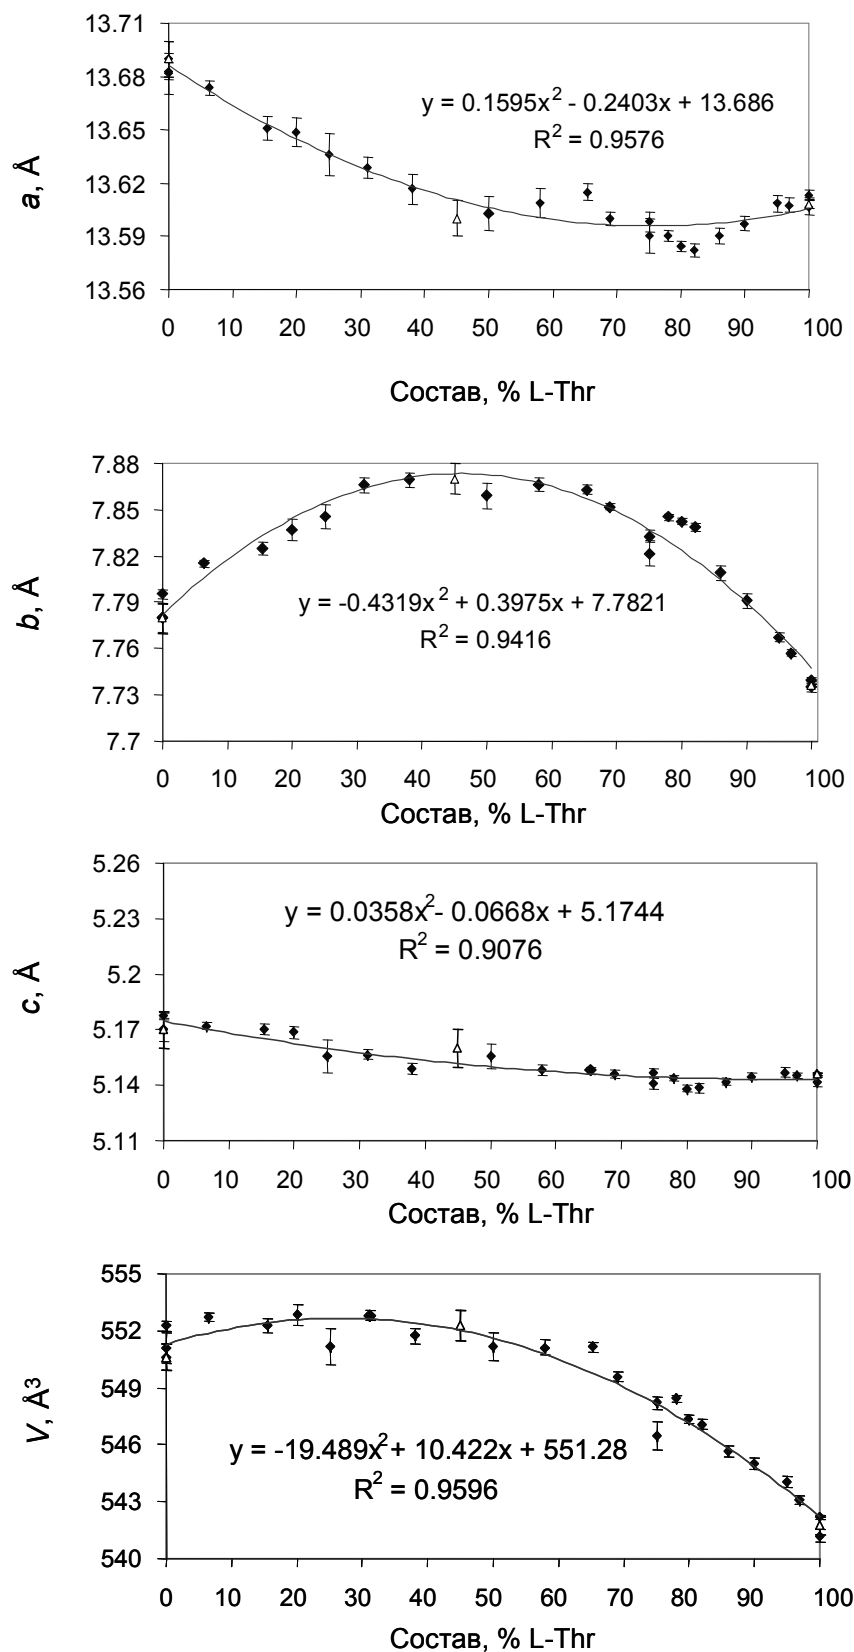 13.71
13.68
13.65
13.62
13.59
13.56
a, Å
y = 0.1595x² - 0.2403x + 13.686
R² = 0.9576
0 10 20 30 40 50 60 70 80 90 100
Состав, % L-Thr
7.88
7.85
7.82
7.79
7.76
7.73
7.7
b, Å
y = -0.4319x² + 0.3975x + 7.7821
R² = 0.9416
0 10 20 30 40 50 60 70 80 90 100
Состав, % L-Thr
5.26
5.23
5.2
5.17
5.14
5.11
c, Å
y = 0.0358x² - 0.0668x + 5.1744
R² = 0.9076
0 10 20 30 40 50 60 70 80 90 100
Состав, % L-Thr
555
552
549
546
543
540
V, Å³
y = -19.489x² + 10.422x + 551.28
R² = 0.9596
0 10 20 30 40 50 60 70 80 90 100
Состав, % L-Thr